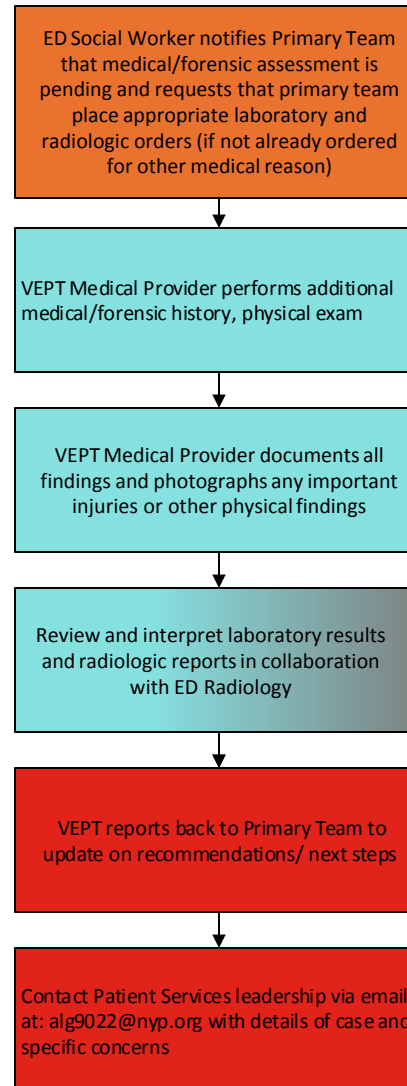 ED Social Worker notifies Primary Team
that medical/forensic assessment is
pending and requests that primary team
place appropriate laboratory and
radiologic orders (if not already ordered
for other medical reason)
VEPT Medical Provider performs additional
medical/forensic history, physical exam
VEPT Medical Provider documents all
findings and photographs any important
injuries or other physical findings
Review and interpret laboratory results
and radiologic reports in collaboration
with ED Radiology
VEPT reports back to Primary Team to
update on recommendations/ next steps
Contact Patient Services leadership via email
at: alg9022@nyp.org with details of case and
specific concerns